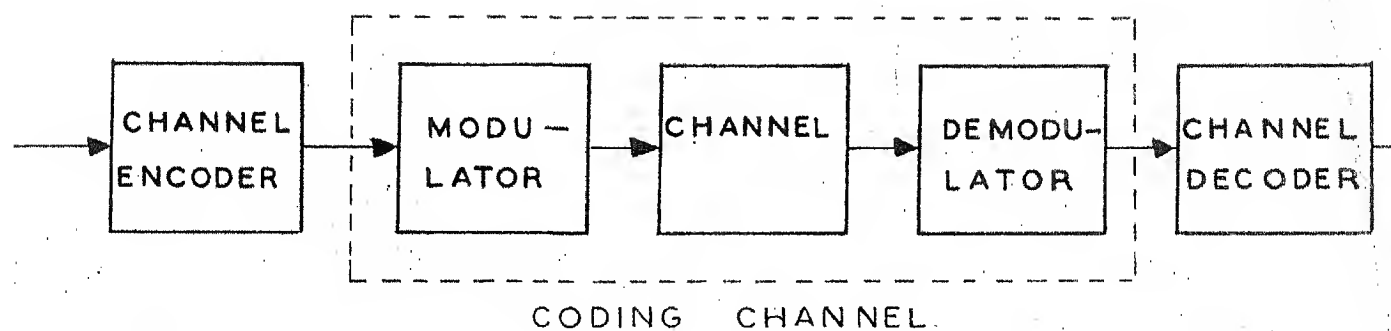 CHANNEL
ENCODER
MODU-
LATOR
CHANNEL
DEMODU-
LATOR
CHANNEL
DECODER
CODING CHANNEL